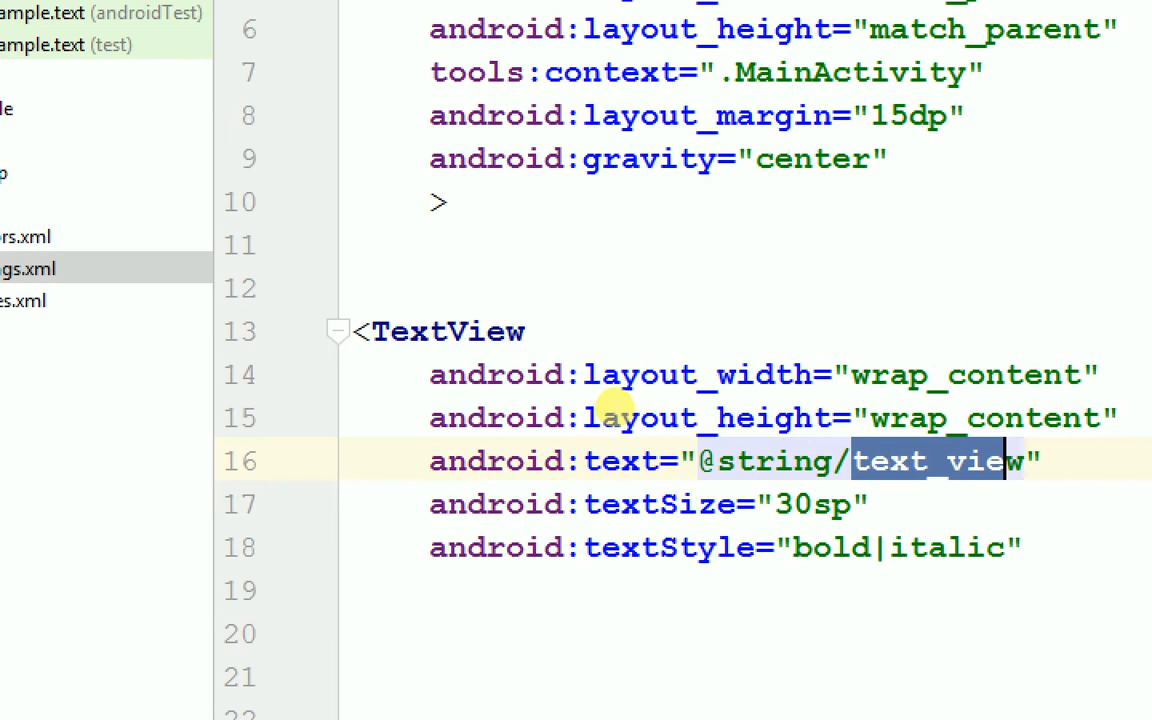 ample.text (androidTest)
ample.text (test)
le
p
rs.xml
gs.xml
es.xml
6 android:layout_height="match_parent"
7 tools:context=".MainActivity"
8 android:layout_margin="15dp"
9 android:gravity="center"
10 >
11
12
13 <TextView
14 android:layout_width="wrap_content"
15 android:layout_height="wrap_content"
16 android:text="@string/text_view"
17 android:textSize="30sp"
18 android:textStyle="bold|italic"
19
20
21